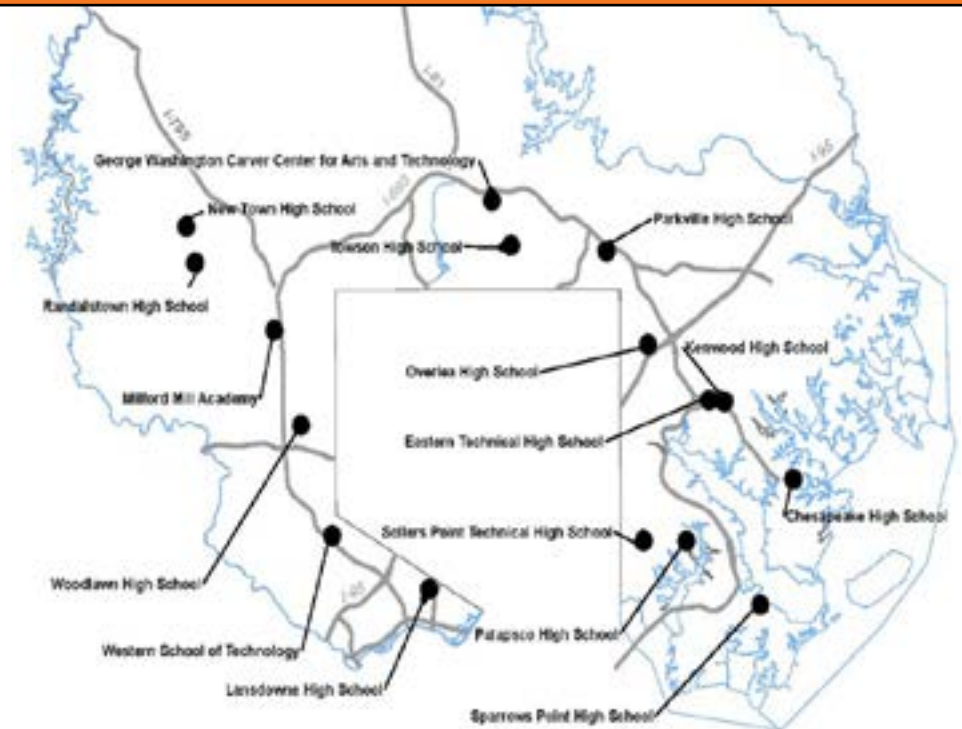 I-83
I-795
I-95
George Washington Carver Center for Arts and Technology
New Town High School
Parkville High School
Towson High School
Randallstown High School
Kenwood High School
Overlea High School
Milford Mill Academy
Eastern Technical High School
Chesapeake High School
Sollers Point Technical High School
Woodlawn High School
I-95
Patapsco High School
Western School of Technology
Lansdowne High School
Sparrows Point High School